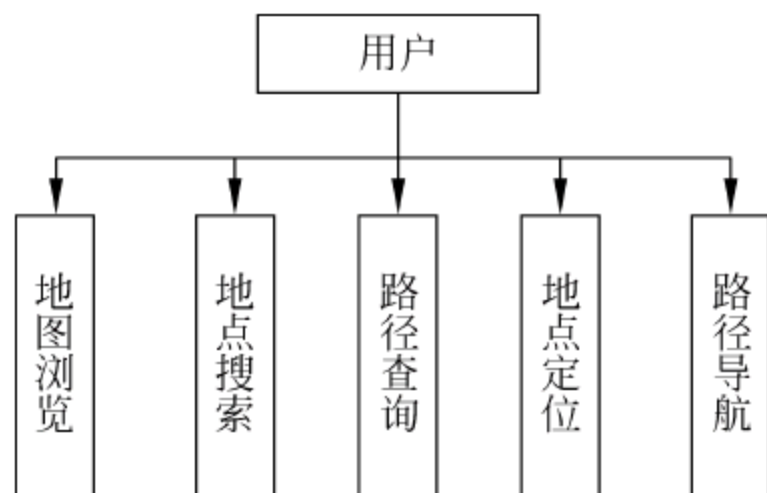 用户
地图浏览
地点搜索
路径查询
地点定位
路径导航